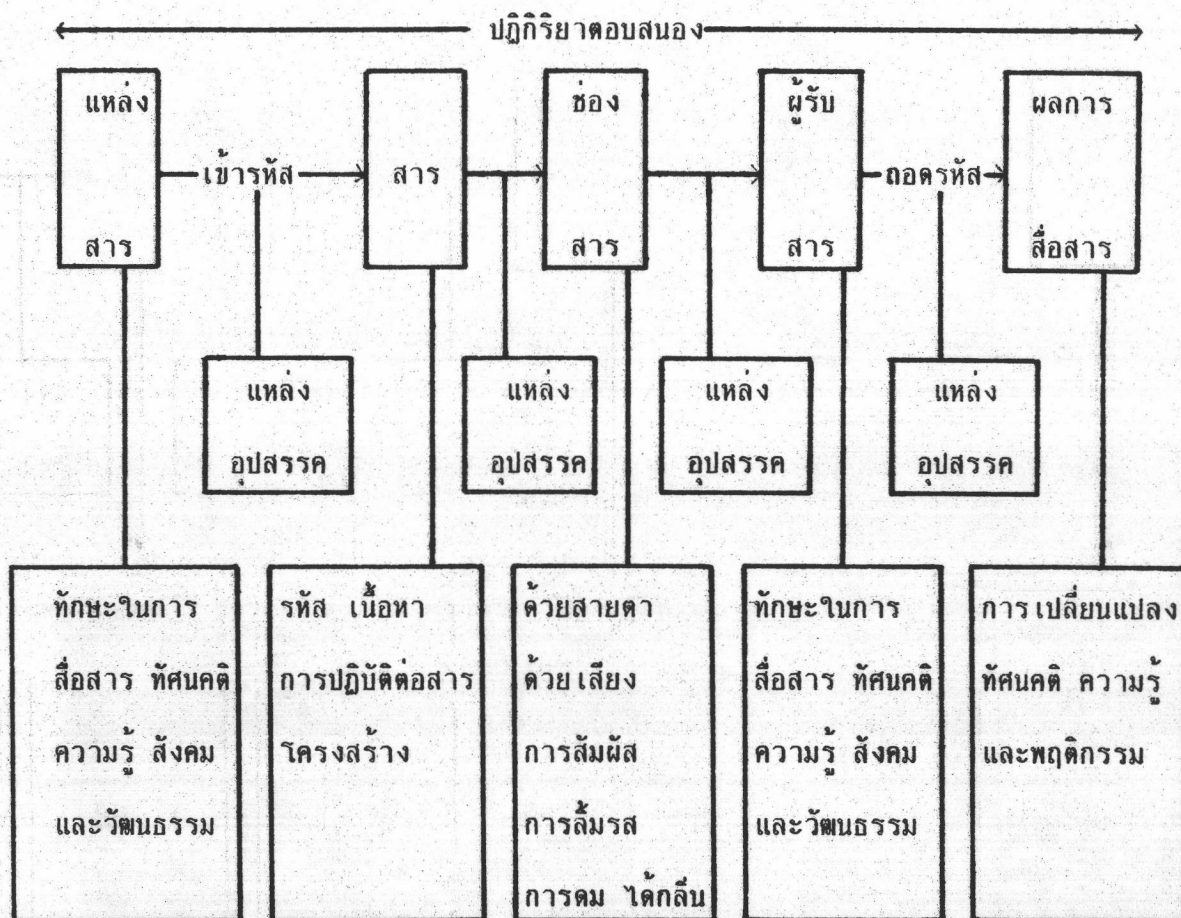 ปฏิกิริยาตอบสนอง
แหล่ง
สาร
เข้ารหัส
สาร
ช่อง
สาร
ผู้รับ
สาร
ถอดรหัส
ผลการ
สื่อสาร
แหล่ง
อุปสรรค
แหล่ง
อุปสรรค
แหล่ง
อุปสรรค
แหล่ง
อุปสรรค
ทักษะในการ
สื่อสาร ทัศนคติ
ความรู้ สังคม
และวัฒนธรรม
รหัส เนื้อหา
การปฏิบัติต่อสาร
โครงสร้าง
ด้วยสายตา
ด้วยเสียง
การสัมผัส
การลิ้มรส
การดม ได้กลิ่น
ทักษะในการ
สื่อสาร ทัศนคติ
ความรู้ สังคม
และวัฒนธรรม
การเปลี่ยนแปลง
ทัศนคติ ความรู้
และพฤติกรรม